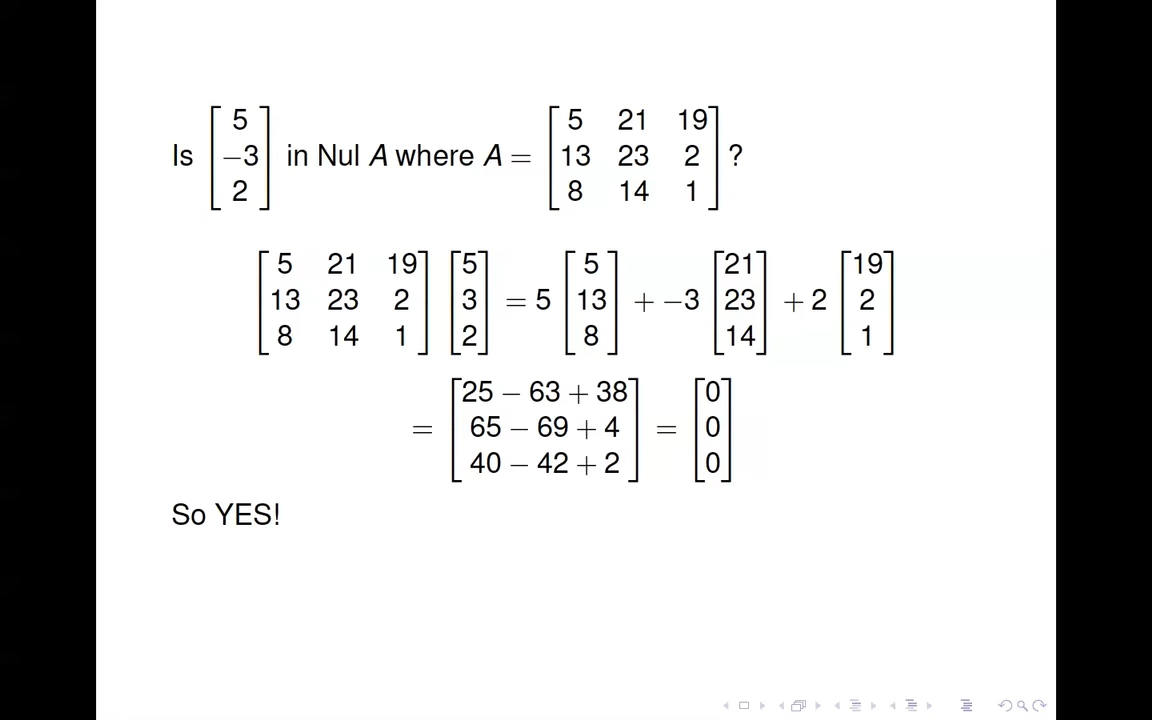 Is [5; −3; 2] in Nul A where A = [5 21 19; 13 23 2; 8 14 1] ?
[5 21 19; 13 23 2; 8 14 1] [5; 3; 2] = 5 [5; 13; 8] + −3 [21; 23; 14] + 2 [19; 2; 1]
= [25 − 63 + 38; 65 − 69 + 4; 40 − 42 + 2] = [0; 0; 0]
So YES!